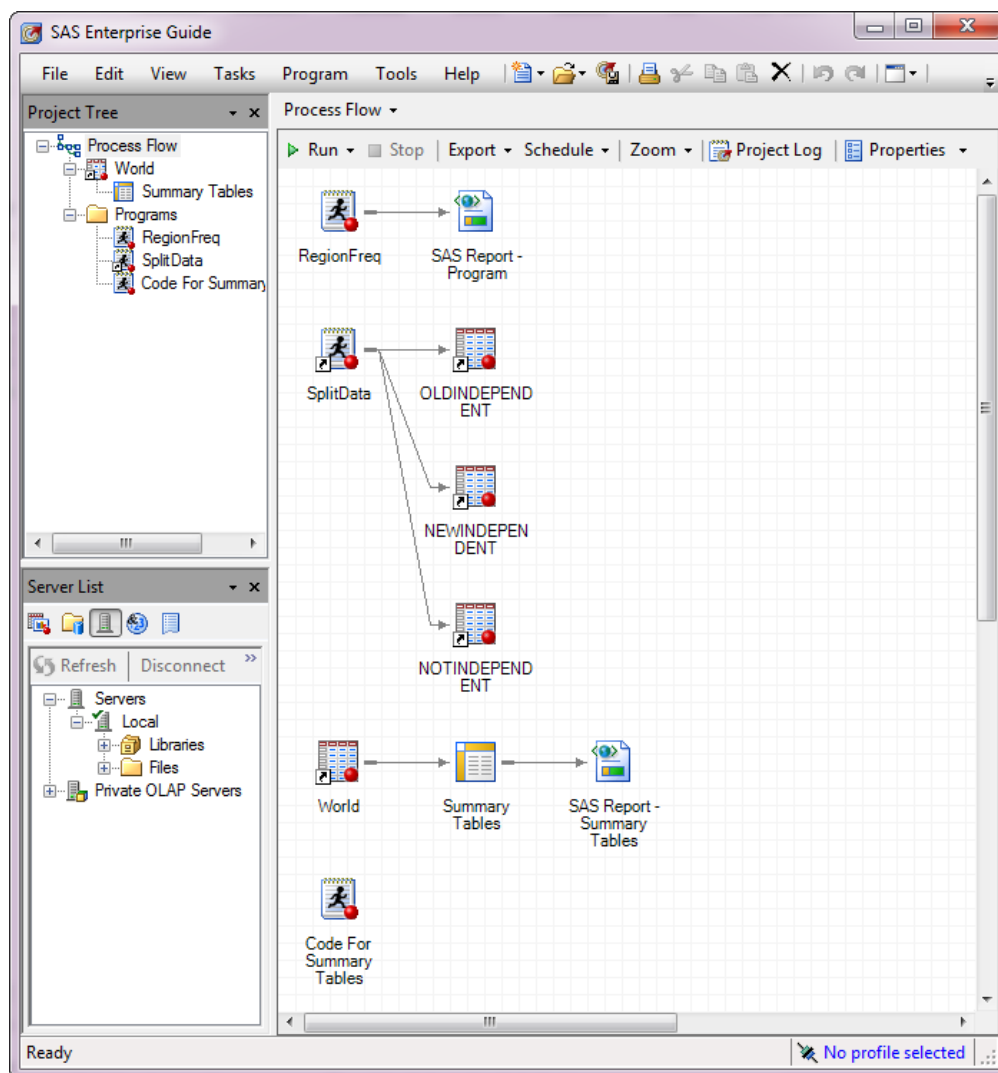 SAS Enterprise Guide
File Edit View Tasks Program Tools Help
Project Tree
Process Flow
World
Summary Tables
Programs
RegionFreq
SplitData
Code For Summary
Server List
Refresh Disconnect
Servers
Local
Libraries
Files
Private OLAP Servers
Process Flow
Run Stop Export Schedule Zoom Project Log Properties
RegionFreq
SAS Report -
Program
SplitData
OLDINDEPEND
ENT
NEWINDEPEN
DENT
NOTINDEPEND
ENT
World
Summary
Tables
SAS Report -
Summary
Tables
Code For
Summary
Tables
Ready
No profile selected